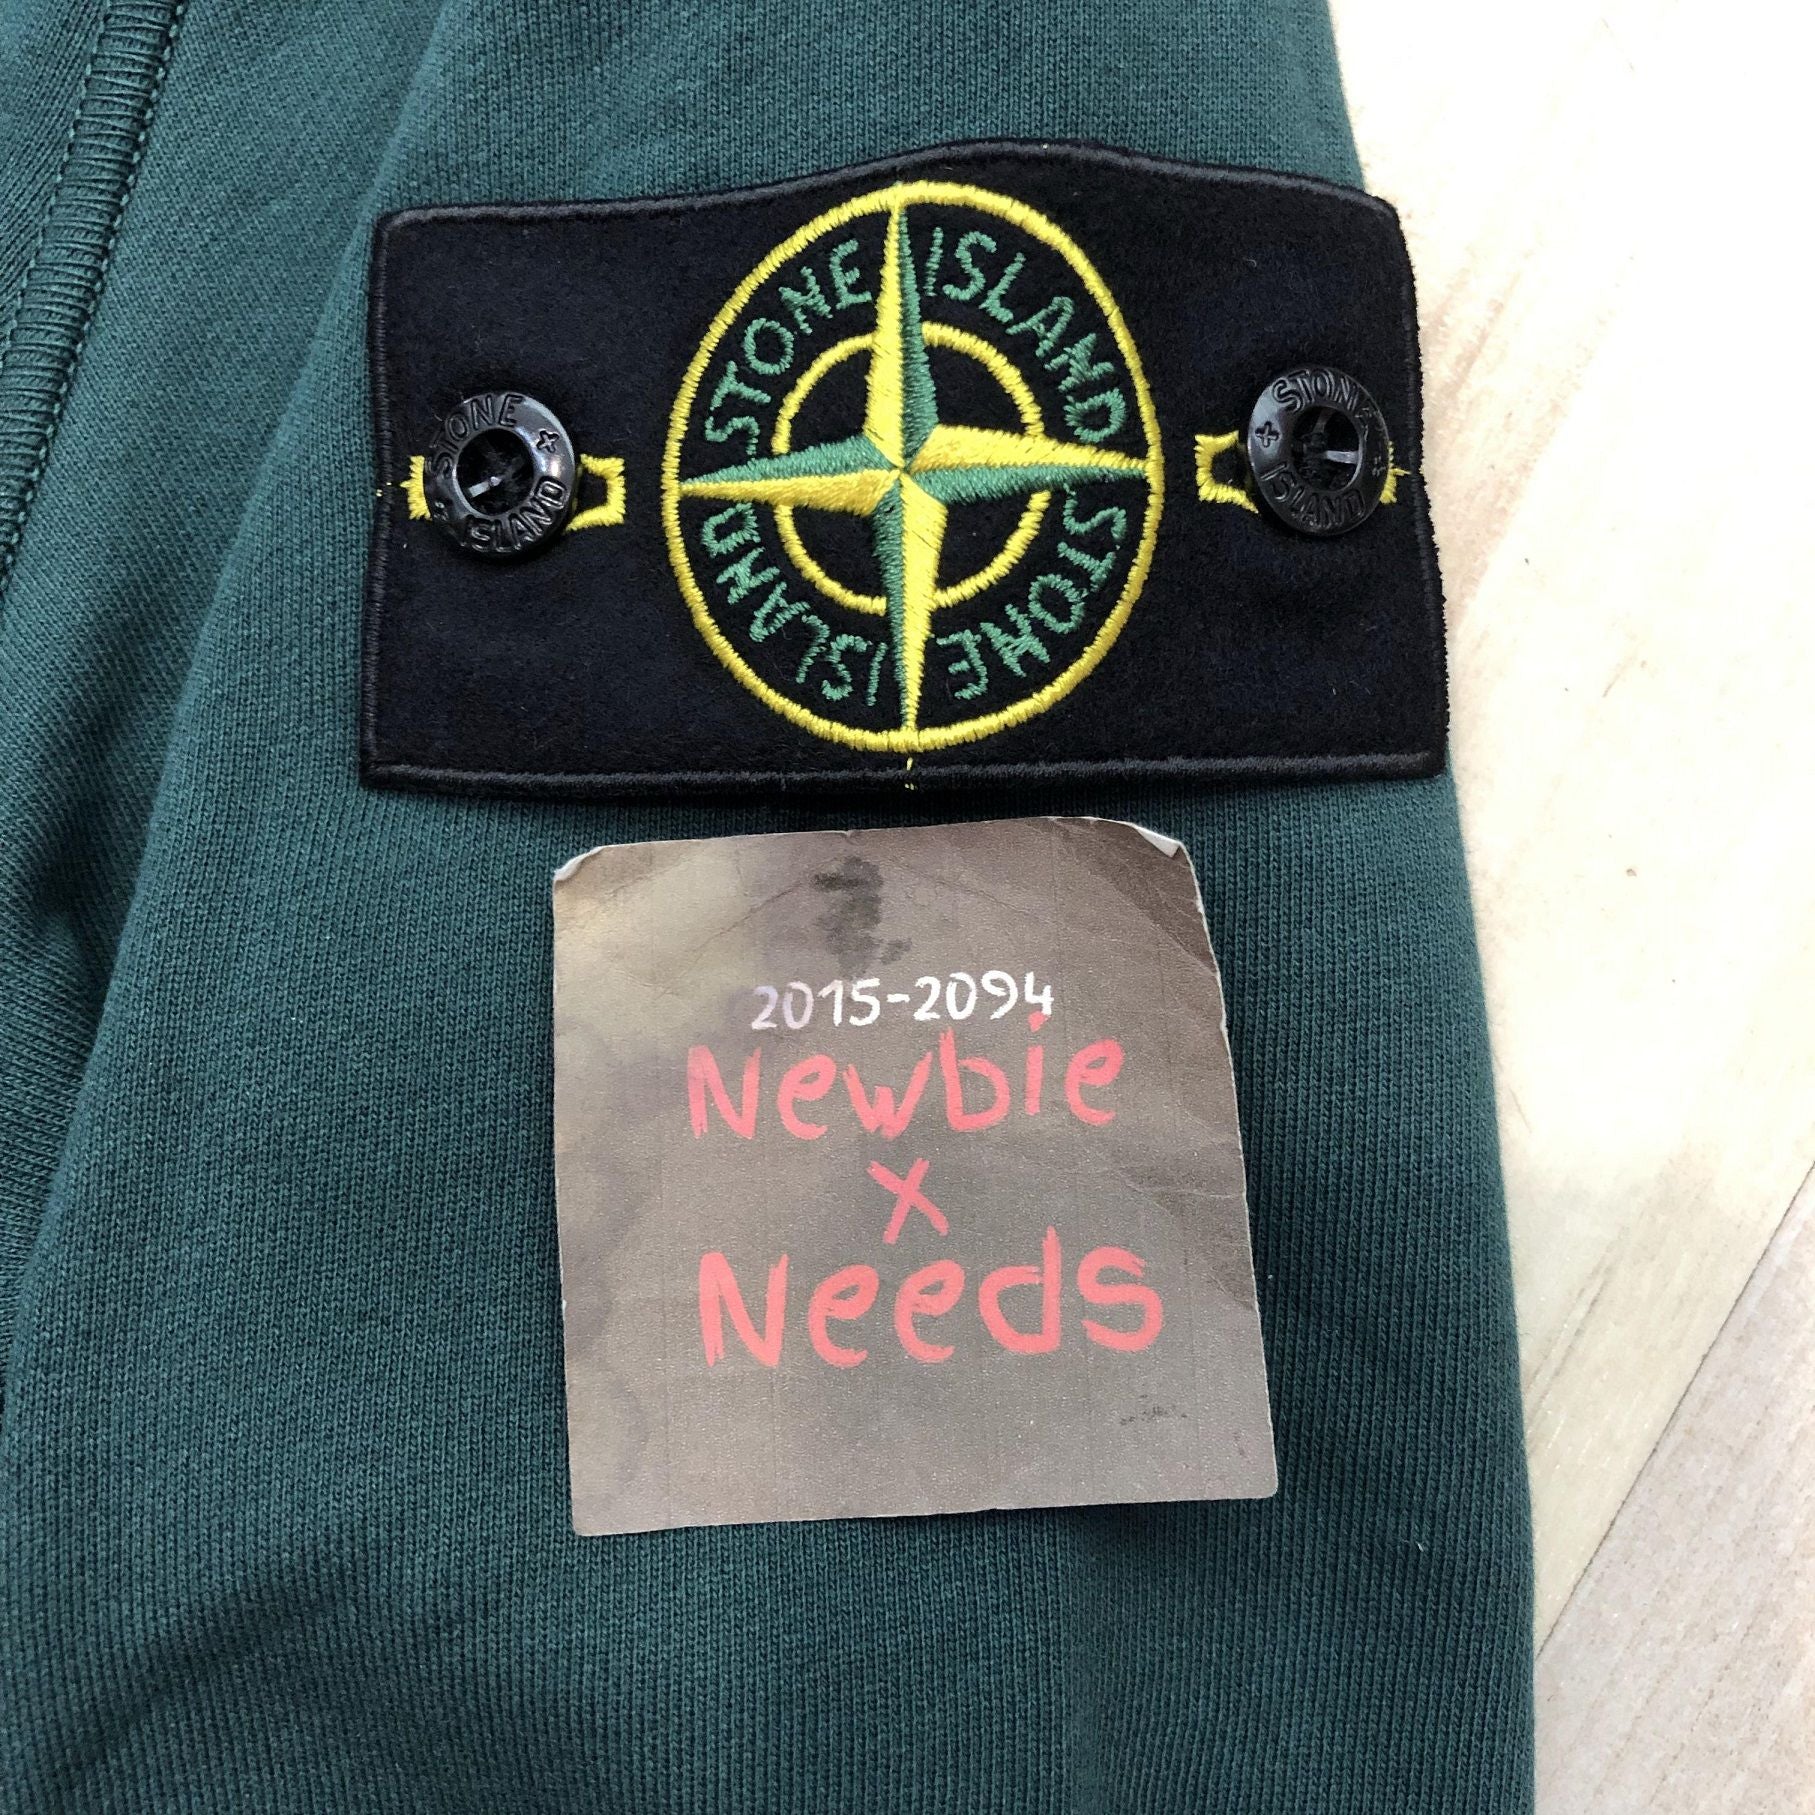 STONE ISLAND
STONE ISLAND
STONE ISLAND
STONE ISLAND
2015-2094
Newbie
x
Needs